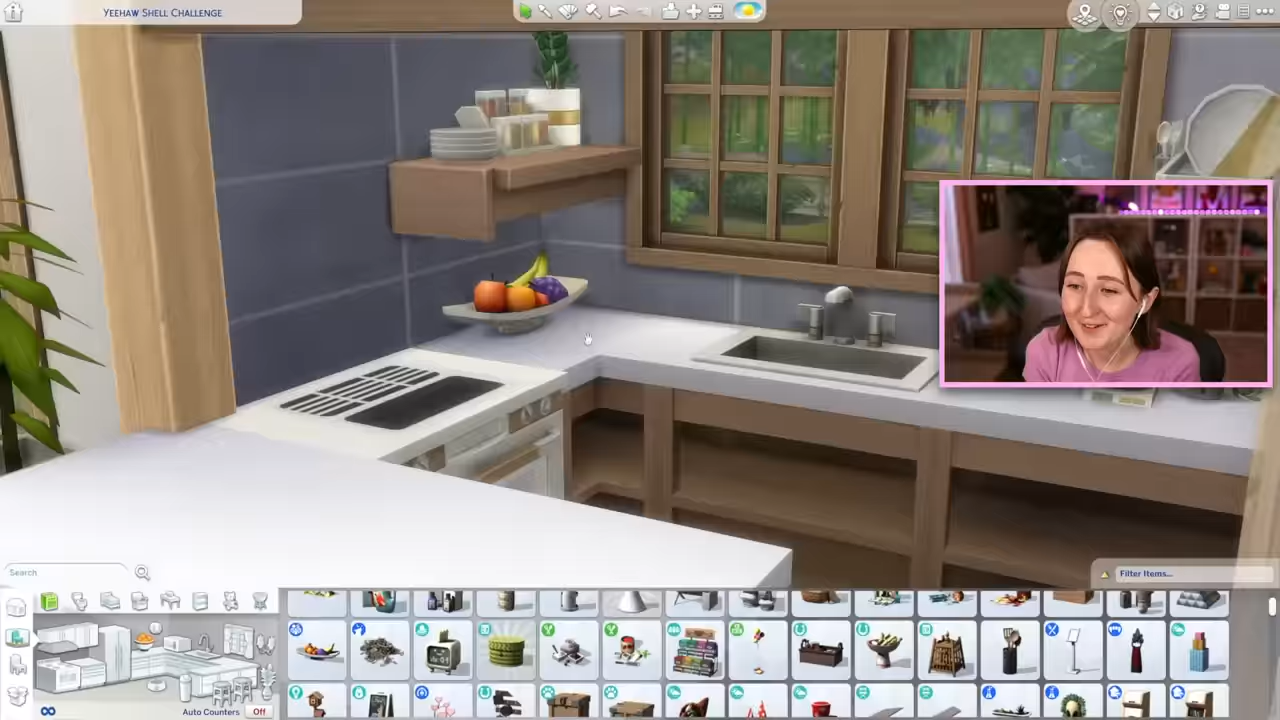 YEEHAW SHELL CHALLENGE
Search
Filter Items...
Auto Counters Off